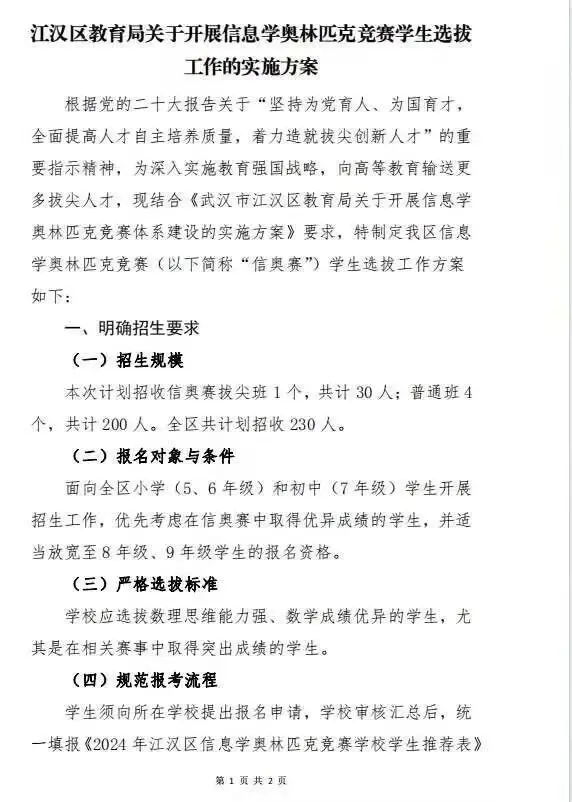 江汉区教育局关于开展信息学奥林匹克竞赛学生选拔
工作的实施方案
根据党的二十大报告关于“坚持为党育人、为国育才，
全面提高人才自主培养质量，着力造就拔尖创新人才”的重
要指示精神，为深入实施教育强国战略，向高等教育输送更
多拔尖人才，现结合《武汉市江汉区教育局关于开展信息学
奥林匹克竞赛体系建设的实施方案》要求，特制定我区信息
学奥林匹克竞赛（以下简称“信奥赛”）学生选拔工作方案
如下：
一、明确招生要求
（一）招生规模
本次计划招收信奥赛拔尖班 1 个，共计 30 人；普通班 4
个，共计 200 人。全区共计划招收 230 人。
（二）报名对象与条件
面向全区小学（5、6 年级）和初中（7 年级）学生开展
招生工作，优先考虑在信奥赛中取得优异成绩的学生，并适
当放宽至 8 年级、9 年级学生的报名资格。
（三）严格选拔标准
学校应选拔数理思维能力强、数学成绩优异的学生，尤
其是在相关赛事中取得突出成绩的学生。
（四）规范报考流程
学生须向所在学校提出报名申请，学校审核汇总后，统
一填报《2024 年江汉区信息学奥林匹克竞赛学校学生推荐表》
第 1 页 共 2 页